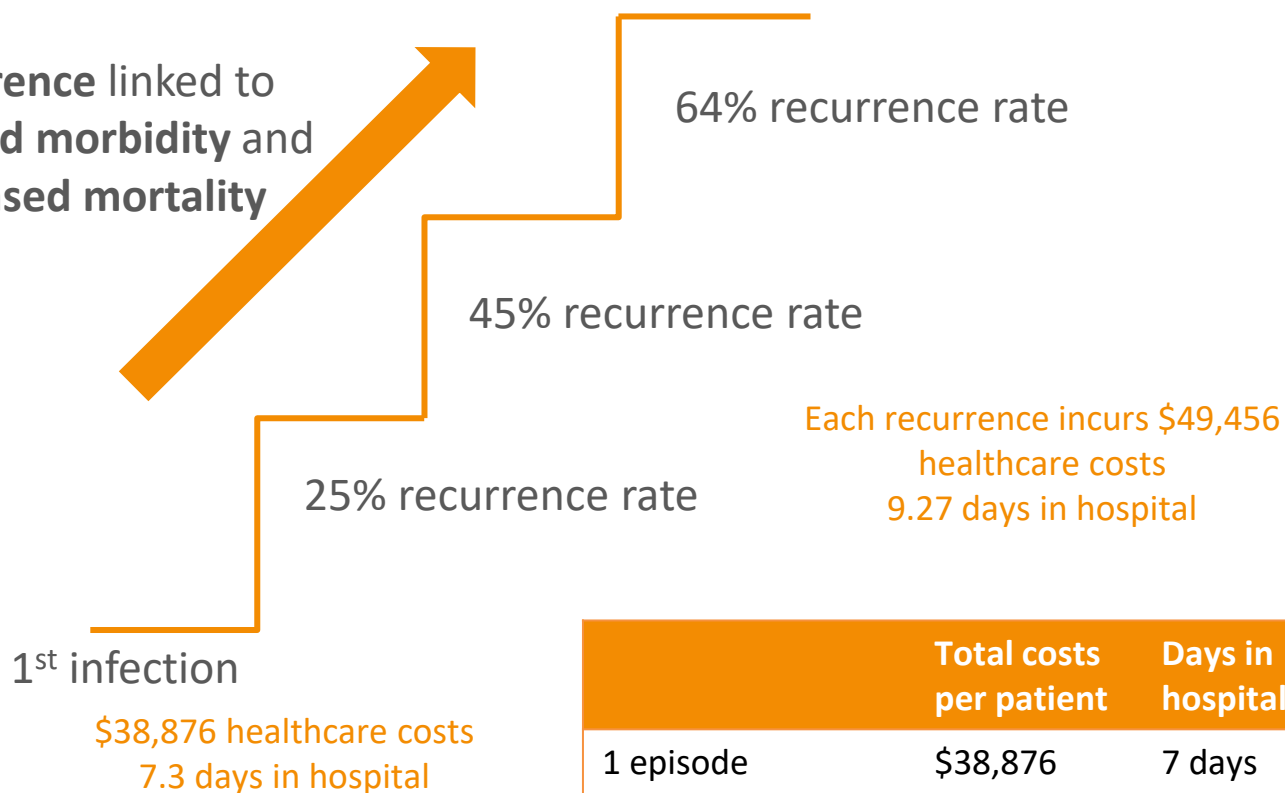 linked to
morbidity and
mortality
64% recurrence rate
45% recurrence rate
Each recurrence incurs $49,456
healthcare costs
9.27 days in hospital
25% recurrence rate
1st infection
$38,876 healthcare costs
7.3 days in hospital
Total costs
per patient
Days in
hospital
1 episode
$38,876
7 days